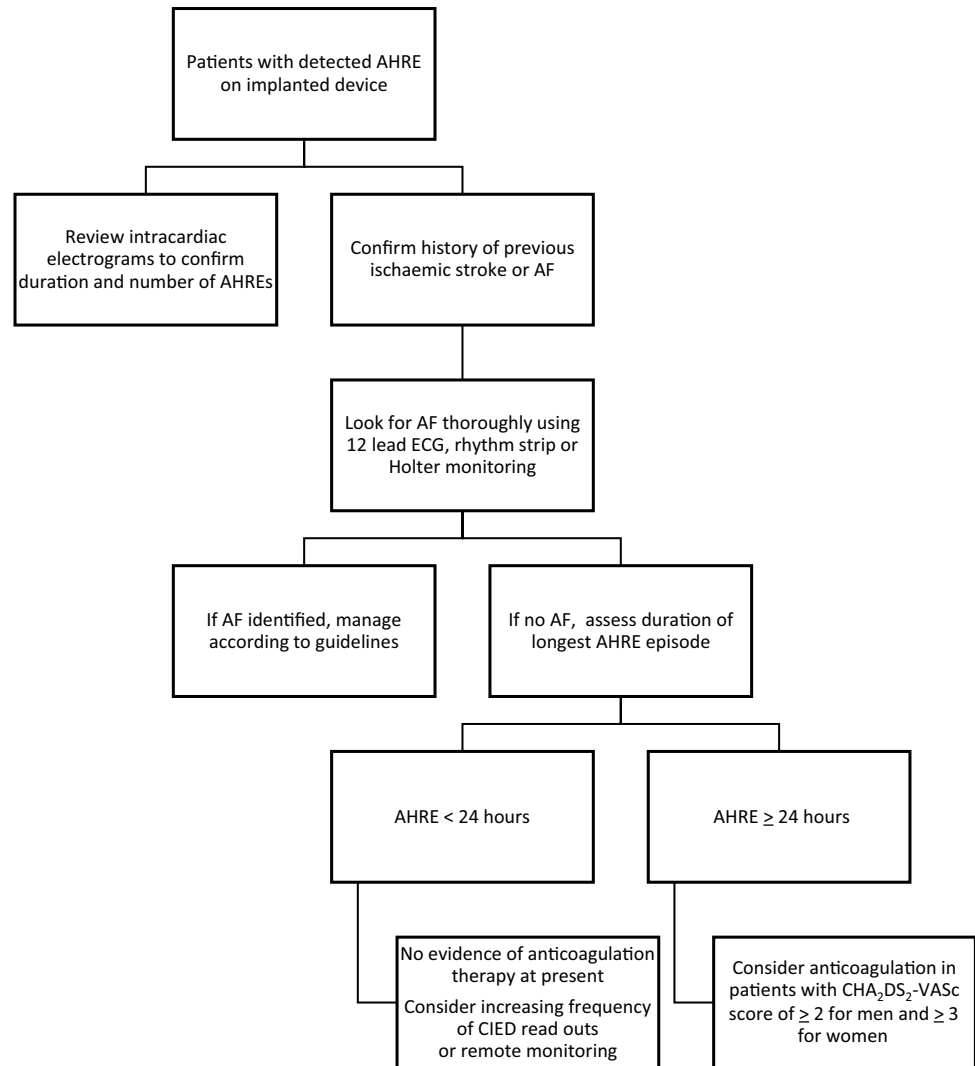 Patients with detected AHRE
on implanted device
Review intracardiac
electrograms to confirm
duration and number of AHREs
Confirm history of previous
ischaemic stroke or AF
Look for AF thoroughly using
12 lead ECG, rhythm strip or
Holter monitoring
If AF identified, manage
according to guidelines
If no AF, assess duration of
longest AHRE episode
AHRE < 24 hours
AHRE ≥ 24 hours
No evidence of anticoagulation
therapy at present
Consider increasing frequency
of CIED read outs
or remote monitoring
Consider anticoagulation in
patients with CHA₂DS₂-VASc
score of ≥ 2 for men and ≥ 3
for women